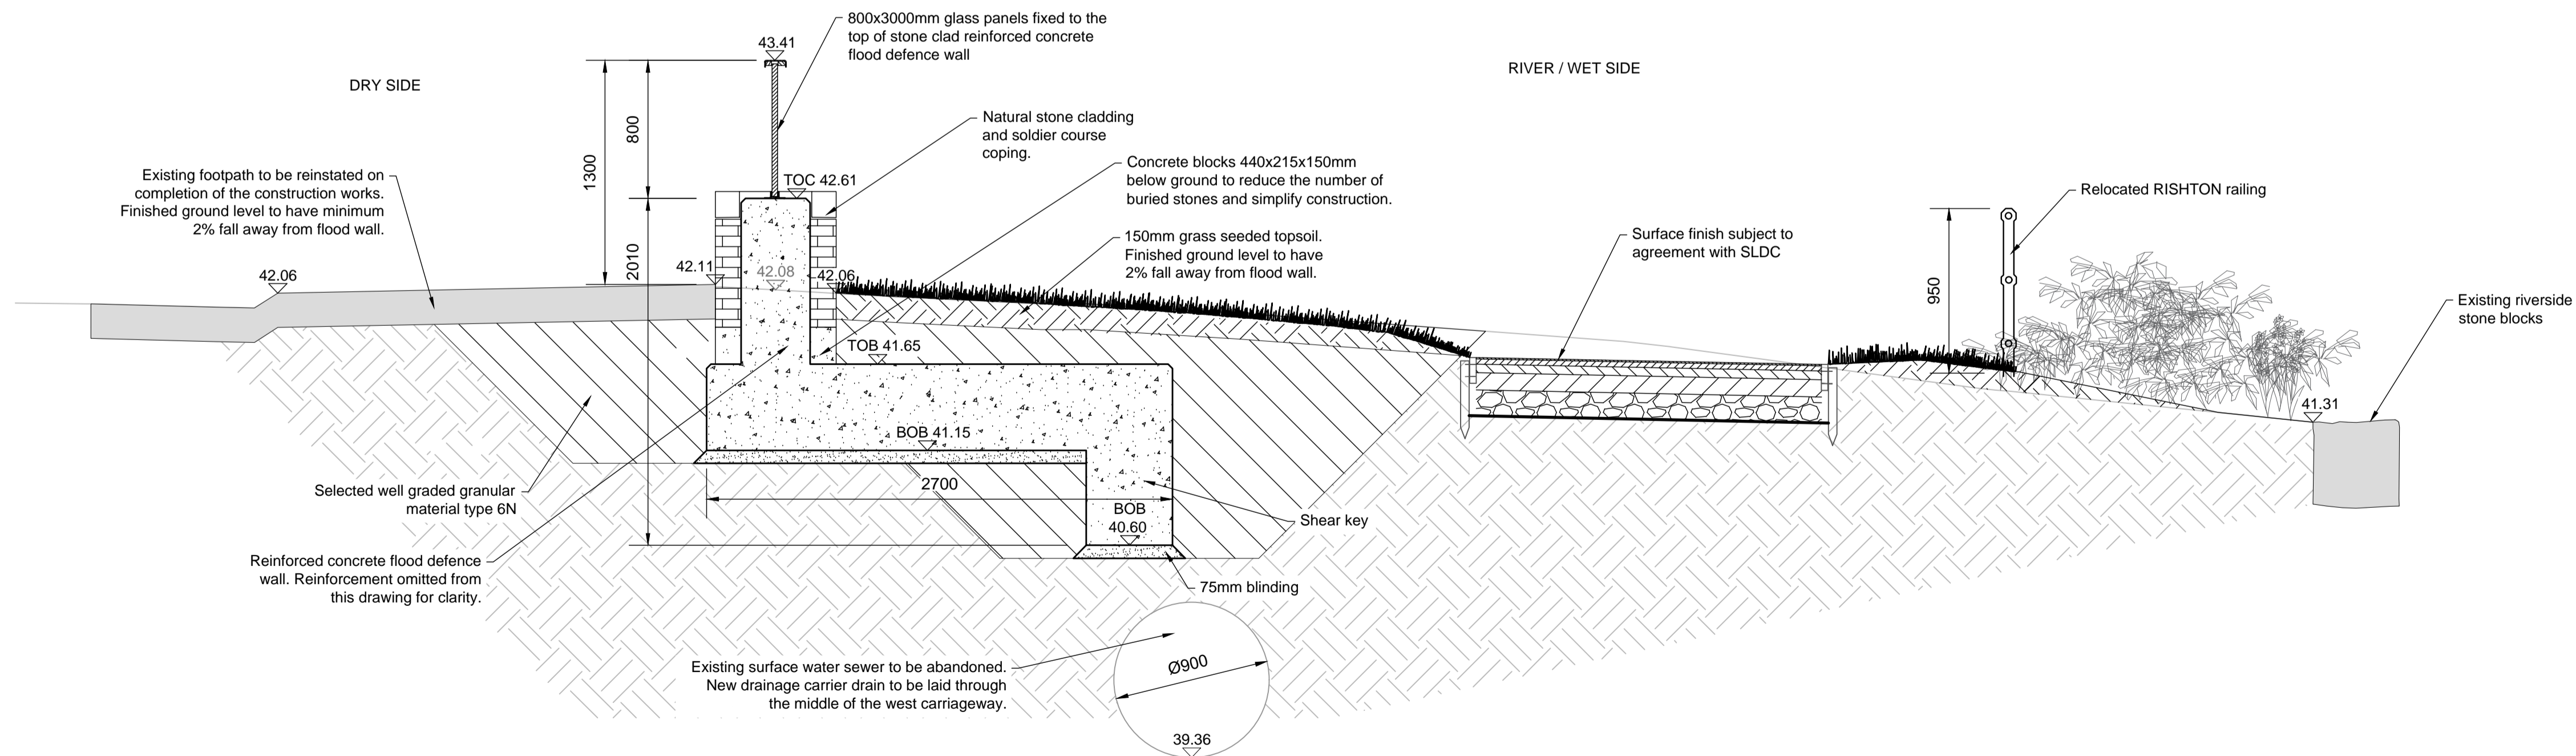 800x3000mm glass panels fixed to the
top of stone clad reinforced concrete
flood defence wall
43.41
DRY SIDE
RIVER / WET SIDE
800
1300
Natural stone cladding
and soldier course
coping.
Concrete blocks 440x215x150mm
below ground to reduce the number of
buried stones and simplify construction.
Existing footpath to be reinstated on
completion of the construction works.
Finished ground level to have minimum
2% fall away from flood wall.
TOC 42.61
Relocated RISHTON railing
150mm grass seeded topsoil.
Finished ground level to have
2% fall away from flood wall.
Surface finish subject to
agreement with SLDC
2010
42.06
42.11
42.08
42.06
950
Existing riverside
stone blocks
TOB 41.65
41.31
BOB 41.15
2700
Selected well graded granular
material type 6N
BOB
40.60
Shear key
Reinforced concrete flood defence
wall. Reinforcement omitted from
this drawing for clarity.
75mm blinding
Existing surface water sewer to be abandoned.
New drainage carrier drain to be laid through
the middle of the west carriageway.
Ø900
39.36